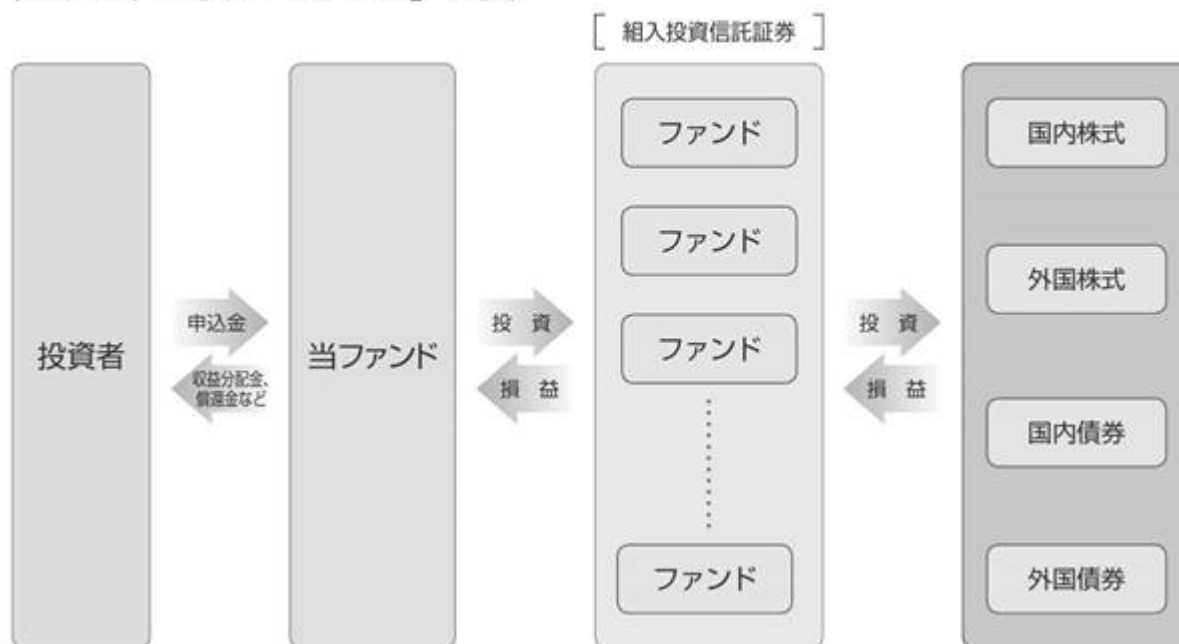 [ 組入投資信託証券 ]
投資者
申込金
収益分配金、
償還金など
当ファンド
投 資
損 益
ファンド
ファンド
ファンド
ファンド
投 資
損 益
国内株式
外国株式
国内債券
外国債券